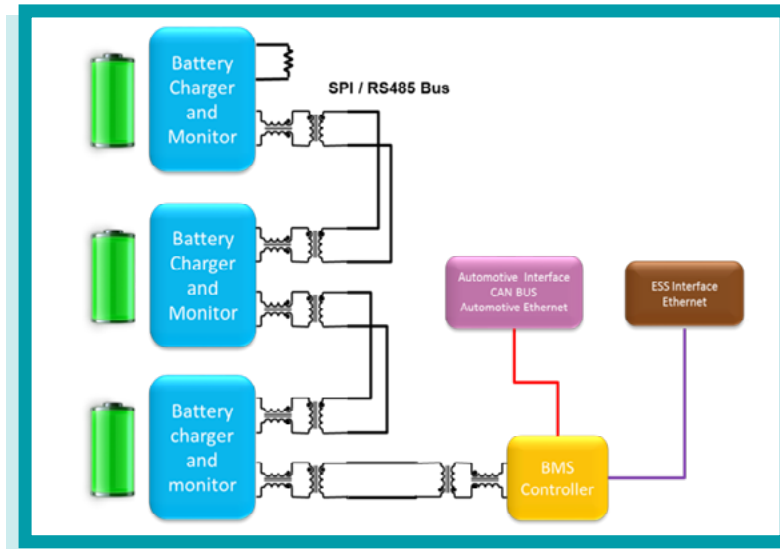 Battery
Charger
and
Monitor
SPI / RS485 Bus
Battery
Charger
and
Monitor
Automotive Interface
CAN BUS
Automotive Ethernet
ESS Interface
Ethernet
Battery
charger
and
monitor
BMS
Controller